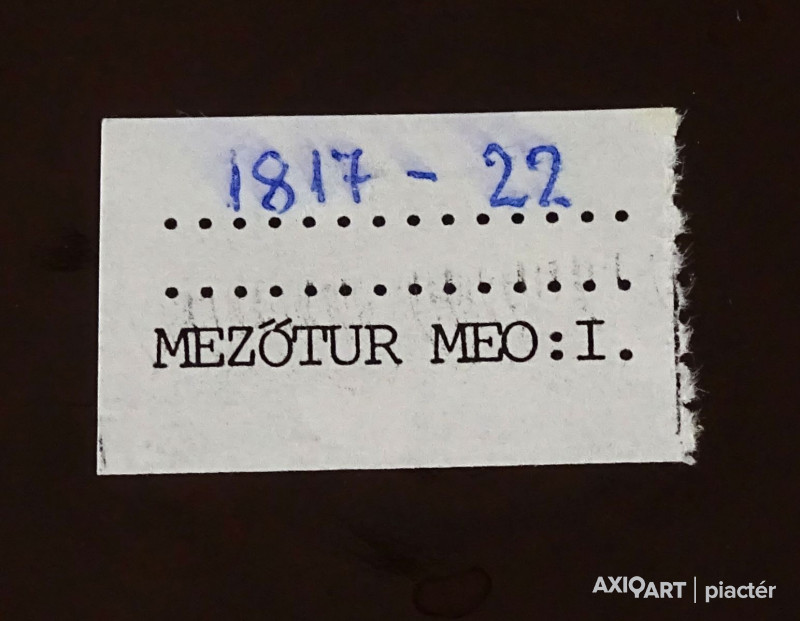 1817 - 22
..............
..............
MEZŐTUR MEO:I.
AXIOART | piactér